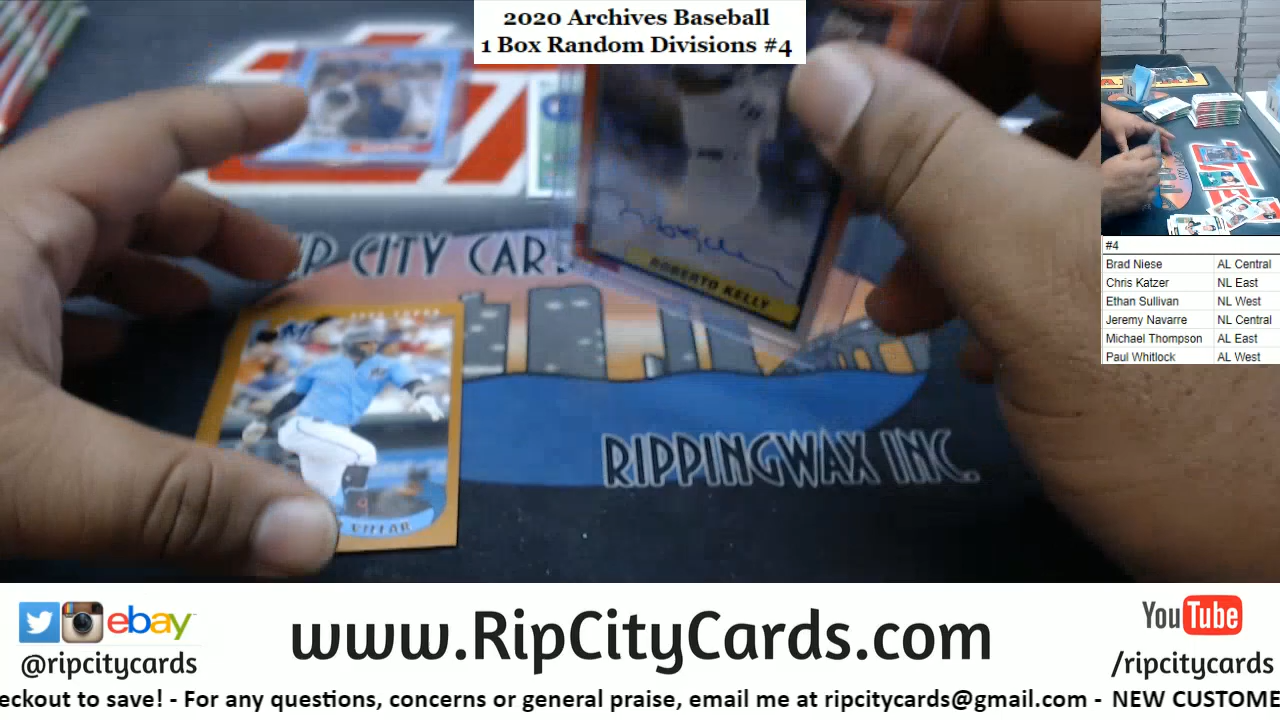 2020 Archives Baseball
1 Box Random Divisions #4
RIP CITY CAR
ROBERTO KELLY
RIPPINGWAX INC.
#4
Brad Niese AL Central
Chris Katzer NL East
Ethan Sullivan NL West
Jeremy Navarre NL Central
Michael Thompson AL East
Paul Whitlock AL West
ebay
@ripcitycards
www.RipCityCards.com
YouTube
/ripcitycards
eckout to save! - For any questions, concerns or general praise, email me at ripcitycards@gmail.com - NEW CUSTOME